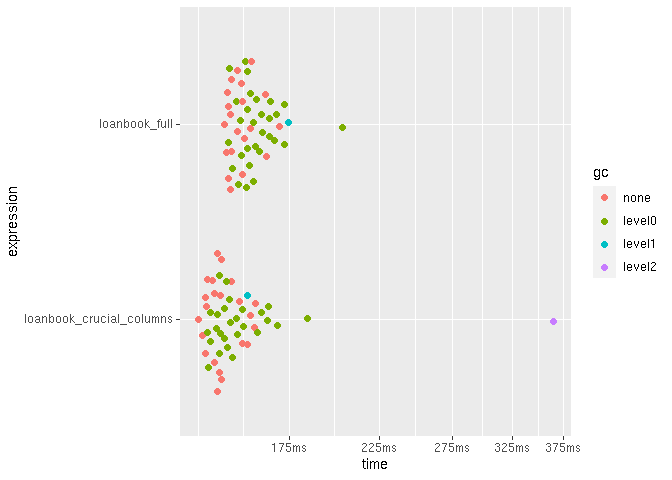 loanbook_full
loanbook_crucial_columns
expression
175ms 225ms 275ms 325ms 375ms
time
gc
none
level0
level1
level2